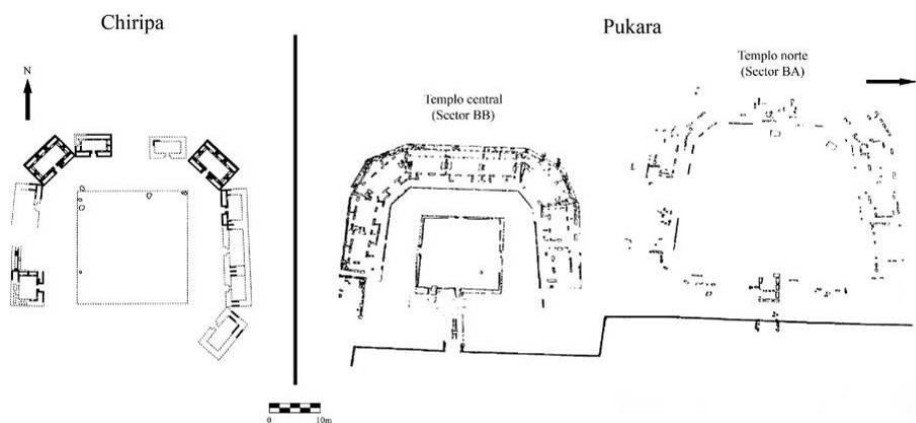 Chiripa
Pukara
N
Templo central
(Sector BB)
Templo norte
(Sector BA)
0 10m